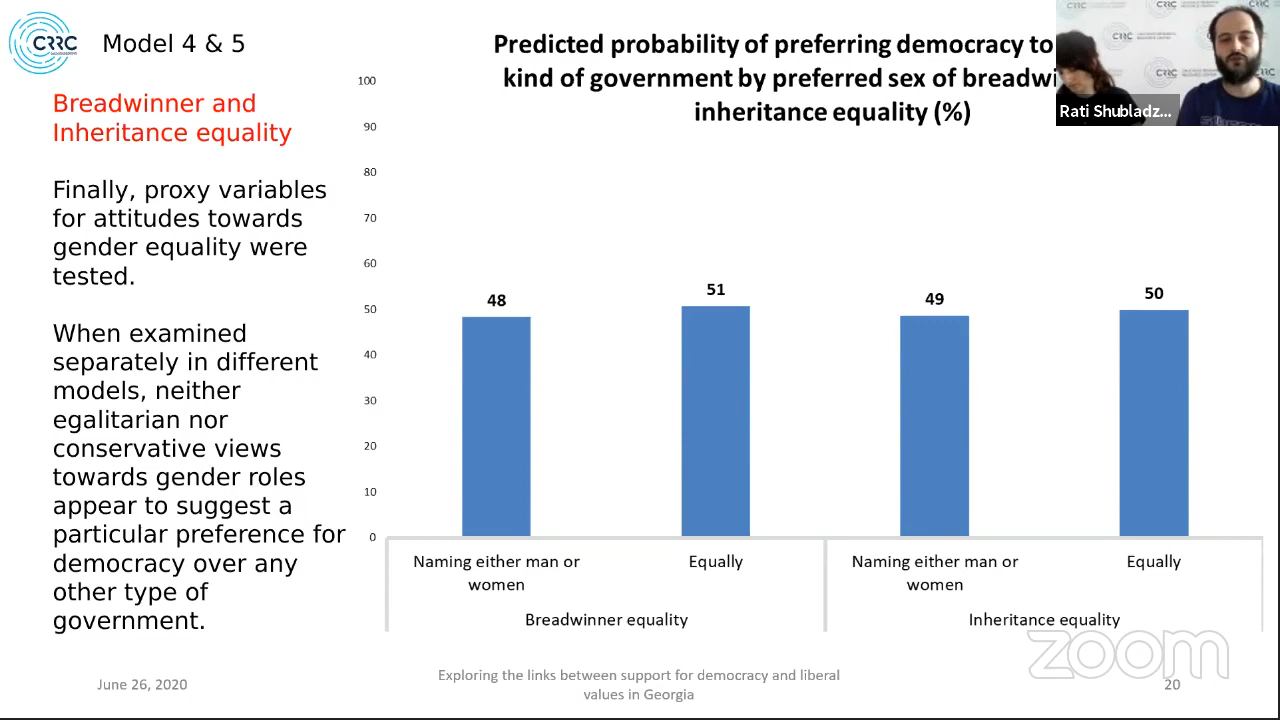 CRRC
Model 4 & 5
Breadwinner and
Inheritance equality
Finally, proxy variables
for attitudes towards
gender equality were
tested.
When examined
separately in different
models, neither
egalitarian nor
conservative views
towards gender roles
appear to suggest a
particular preference for
democracy over any
other type of
government.
Predicted probability of preferring democracy to
kind of government by preferred sex of
inheritance equality (%)
100
90
80
70
60
50
40
30
20
10
0
48
51
49
50
Naming either man or
women
Equally
Naming either man or
women
Equally
Breadwinner equality
Inheritance equality
CRRC
CRRC
CRRC
Rati Shubladz...
zoom
June 26, 2020
Exploring the links between support for democracy and liberal
values in Georgia
20